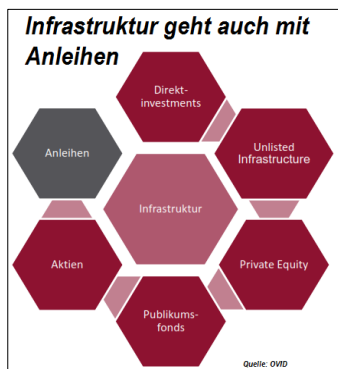 Infrastruktur geht auch mit
Anleihen
Direkt-
investments
Anleihen
Unlisted
Infrastructure
Infrastruktur
Aktien
Private Equity
Publikums-
fonds
Quelle: OVID